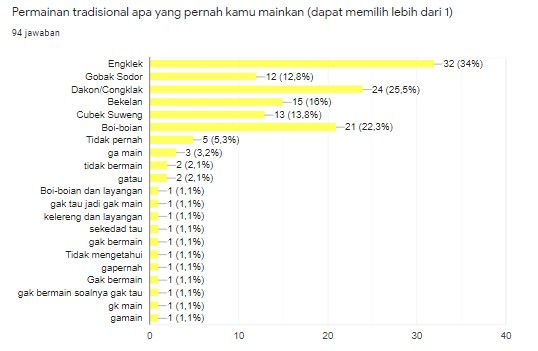 Permainan tradisional apa yang pernah kamu mainkan (dapat memilih lebih dari 1)
94 jawaban
Engklek 32 (34%)
Gobak Sodor 12 (12,8%)
Dakon/Congklak 24 (25,5%)
Bekelan 15 (16%)
Cubek Suweng 13 (13,8%)
Boi-boian 21 (22,3%)
Tidak pernah 5 (5,3%)
ga main 3 (3,2%)
tidak bermain 2 (2,1%)
gatau 2 (2,1%)
Boi-boian dan layangan 1 (1,1%)
gak tau jadi gak main 1 (1,1%)
kelereng dan layangan 1 (1,1%)
sekedad tau 1 (1,1%)
gak bermain 1 (1,1%)
Tidak mengetahui 1 (1,1%)
gapernah 1 (1,1%)
Gak bermain 1 (1,1%)
gak bermain soalnya gak tau 1 (1,1%)
gk main 1 (1,1%)
gamain 1 (1,1%)
0 10 20 30 40